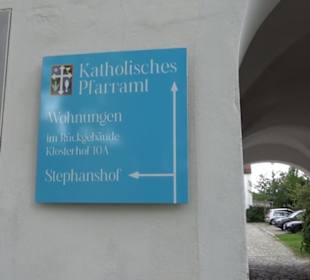 Katholisches
Pfarramt
Wohnungen
im Rückgebäude
Klosterhof 10A
Stephanshof